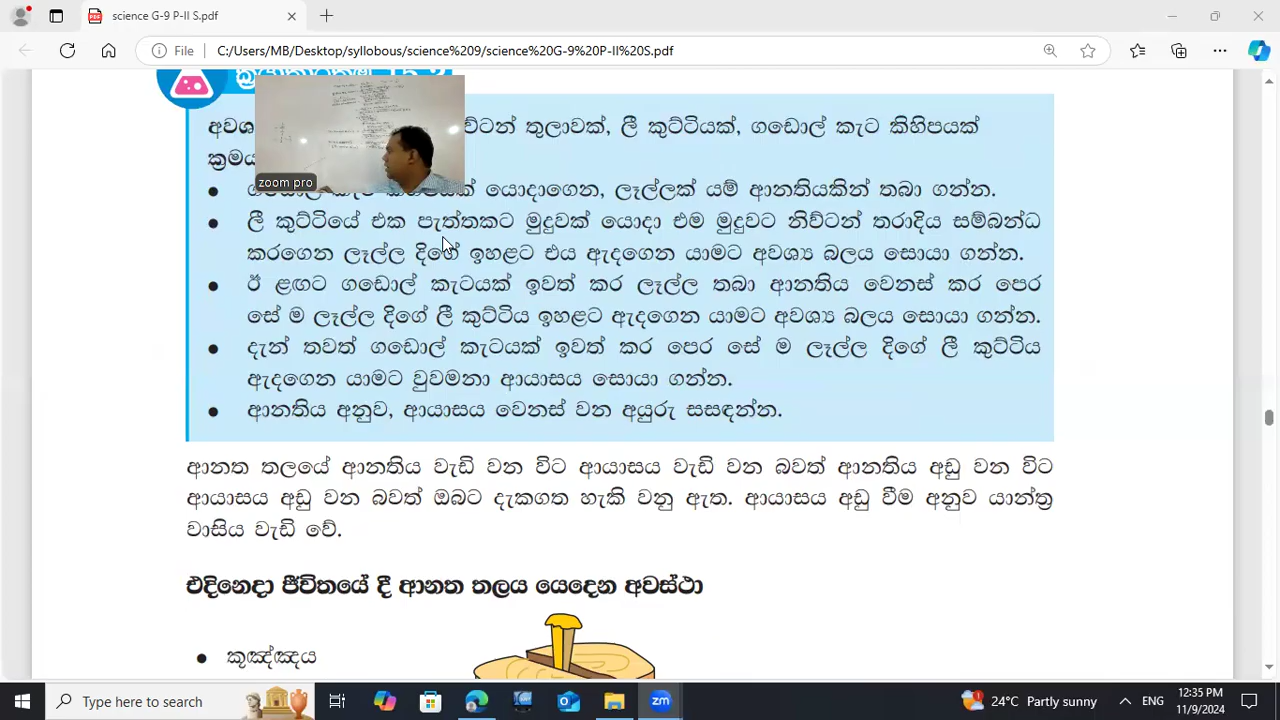 science G-9 P-II S.pdf
File C:/Users/MB/Desktop/syllobous/science%209/science%20G-9%20P-II%20S.pdf
තුලාවක්, ලී කුට්ටියක්, ගඩොල් කැට කිහිපයක්
zoom pro
යොදාගෙන, ලෑල්ලක් යම් ආනතියකින් තබා ගන්න.
● ලී කුට්ටියේ එක පැත්තකට මුදුවක් යොදා එම මුදුවට නිව්ටන් තරාදිය සම්බන්ධ
කරගෙන ලෑල්ල දිගේ ඉහළට එය ඇදගෙන යාමට අවශ්‍ය බලය සොයා ගන්න.
● ඊ ළඟට ගඩොල් කැටයක් ඉවත් කර ලෑල්ල තබා ආනතිය වෙනස් කර පෙර
සේ ම ලෑල්ල දිගේ ලී කුට්ටිය ඉහළට ඇදගෙන යාමට අවශ්‍ය බලය සොයා ගන්න.
● දැන් තවත් ගඩොල් කැටයක් ඉවත් කර පෙර සේ ම ලෑල්ල දිගේ ලී කුට්ටිය
ඇදගෙන යාමට වුවමනා ආයාසය සොයා ගන්න.
● ආනතිය අනුව, ආයාසය වෙනස් වන අයුරු සසඳන්න.
ආනත තලයේ ආනතිය වැඩි වන විට ආයාසය වැඩි වන බවත් ආනතිය අඩු වන විට
ආයාසය අඩු වන බවත් ඔබට දැකගත හැකි වනු ඇත. ආයාසය අඩු වීම අනුව යාන්ත්‍ර
වාසිය වැඩි වේ.
එදිනෙදා ජීවිතයේ දී ආනත තලය යෙදෙන අවස්ථා
● කූඤ්ඤය
Type here to search
24°C Partly sunny
ENG
12:35 PM
11/9/2024